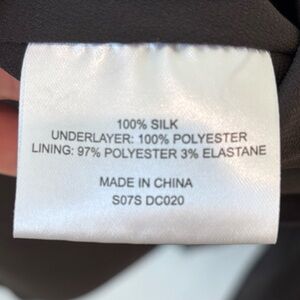 100% SILK
UNDERLAYER: 100% POLYESTER
LINING: 97% POLYESTER 3% ELASTANE
MADE IN CHINA
S07S DC020